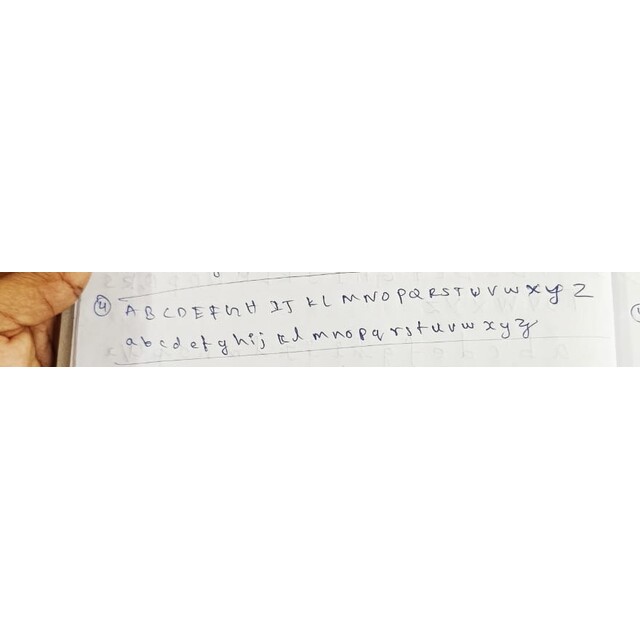 ④ A B C D E F G H I J K L M N O P Q R S T U V W X Y Z
a b c d e f g h i j k l m n o p q r s t u v w x y z